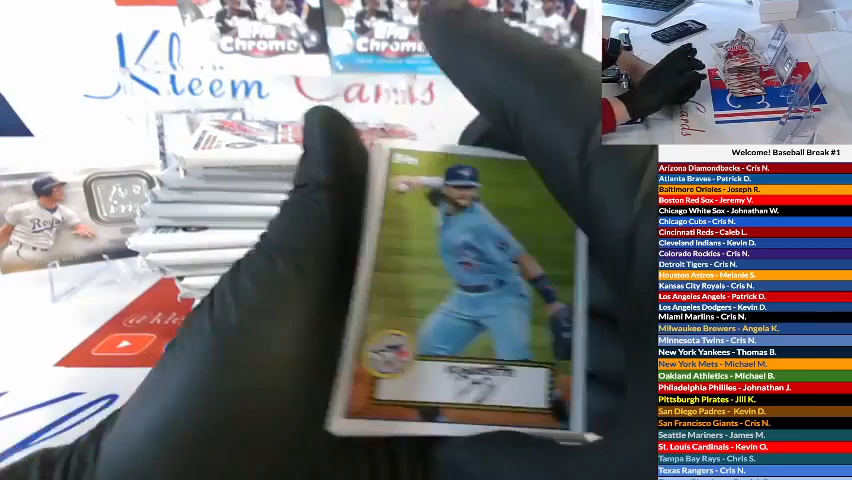 Topps
Chrome
Topps
Chrome
Kleem Cards
Reys
Topps
Cards
Welcome! Baseball Break #1
Arizona Diamondbacks - Cris N.
Atlanta Braves - Patrick D.
Baltimore Orioles - Joseph R.
Boston Red Sox - Jeremy V.
Chicago White Sox - Johnathan W.
Chicago Cubs - Cris N.
Cincinnati Reds - Caleb L.
Cleveland Indians - Kevin D.
Colorado Rockies - Cris N.
Detroit Tigers - Cris N.
Houston Astros - Melanie S.
Kansas City Royals - Cris N.
Los Angeles Angels - Patrick D.
Los Angeles Dodgers - Kevin D.
Miami Marlins - Cris N.
Milwaukee Brewers - Angela K.
Minnesota Twins - Cris N.
New York Yankees - Thomas B.
New York Mets - Michael M.
Oakland Athletics - Michael B.
Philadelphia Phillies - Johnathan J.
Pittsburgh Pirates - Jill K.
San Diego Padres - Kevin D.
San Francisco Giants - Cris N.
Seattle Mariners - James M.
St. Louis Cardinals - Kevin O.
Tampa Bay Rays - Chris S.
Texas Rangers - Cris N.